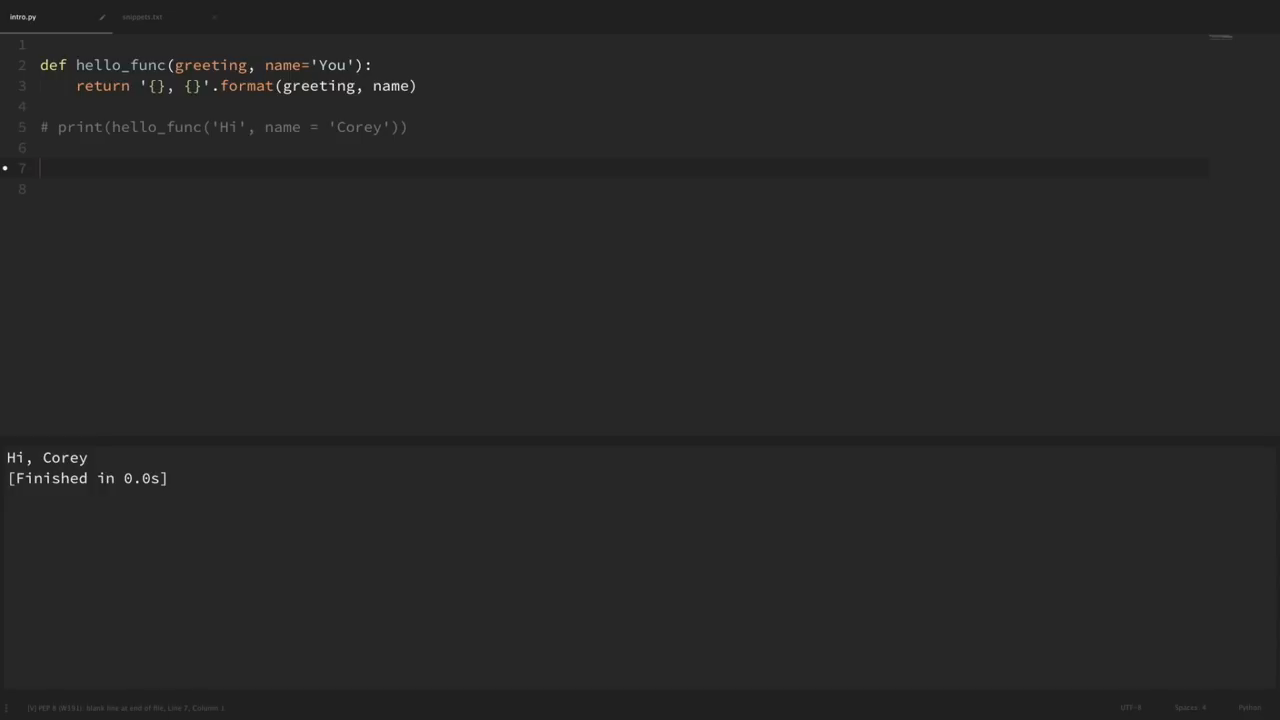 intro.py
snippets.txt
1
2 def hello_func(greeting, name='You'):
3     return '{}, {}'.format(greeting, name)
4
5 # print(hello_func('Hi', name = 'Corey'))
6
7
8
Hi, Corey
[Finished in 0.0s]
[V] PEP 8 (W391): blank line at end of file, Line 7, Column 1
UTF-8
Spaces: 4
Python